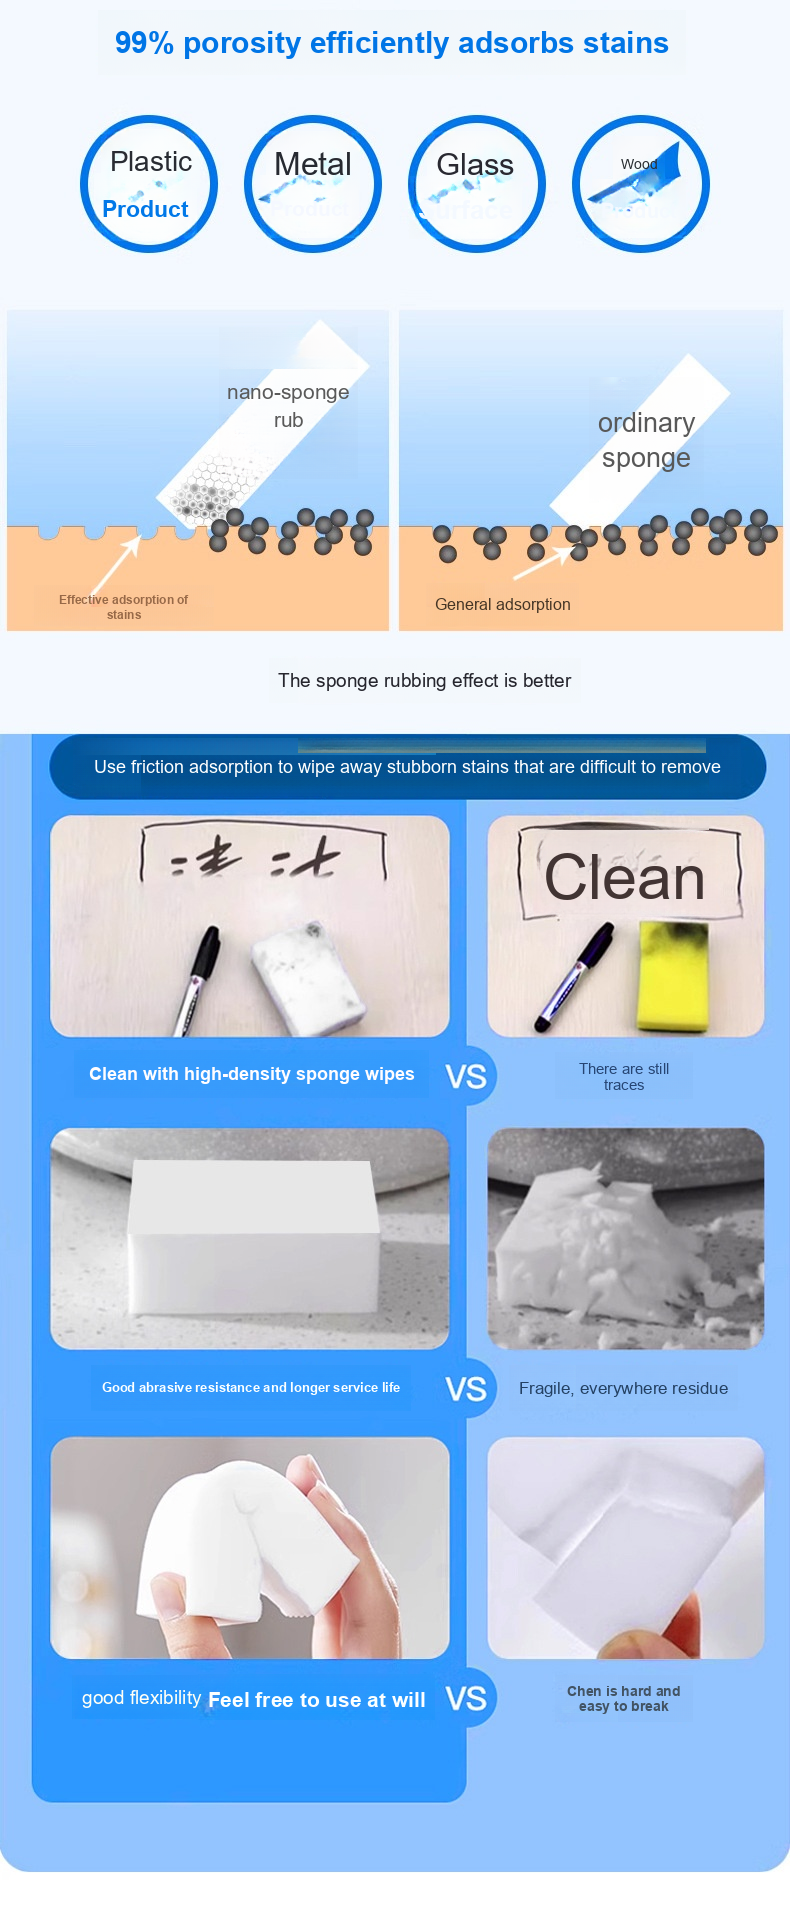 99% porosity efficiently adsorbs stains
Plastic
Product
Metal
Product
Glass
Surface
Wood
nano-sponge
rub
ordinary
sponge
Effective adsorption of
stains
General adsorption
The sponge rubbing effect is better
Use friction adsorption to wipe away stubborn stains that are difficult to remove
Clean
Clean with high-density sponge wipes
VS
There are still
traces
Good abrasive resistance and longer service life
VS
Fragile, everywhere residue
good flexibility Feel free to use at will
VS
Chen is hard and
easy to break